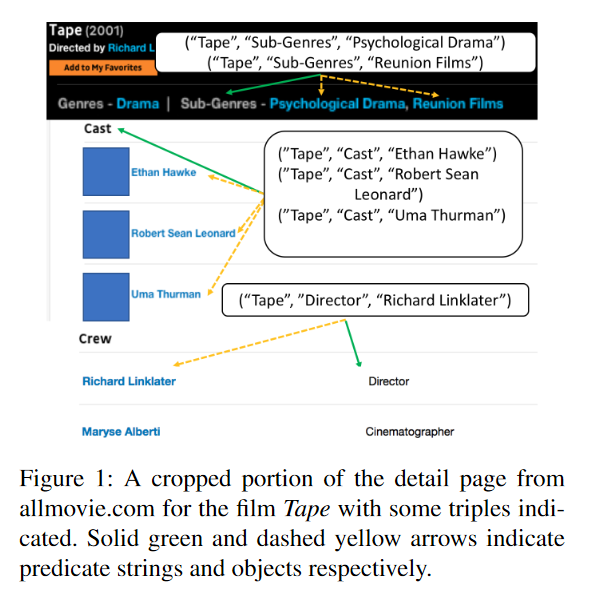 Tape (2001)
Directed by Richard L
Add to My Favorites
("Tape", "Sub-Genres", "Psychological Drama")
("Tape", "Sub-Genres", "Reunion Films")
Genres - Drama | Sub-Genres - Psychological Drama, Reunion Films
Cast
Ethan Hawke
Robert Sean Leonard
Uma Thurman
("Tape", "Cast", "Ethan Hawke")
("Tape", "Cast", "Robert Sean
Leonard")
("Tape", "Cast", "Uma Thurman")
("Tape", "Director", "Richard Linklater")
Crew
Richard Linklater Director
Maryse Alberti Cinematographer
Figure 1: A cropped portion of the detail page from
allmovie.com for the film Tape with some triples indi-
cated. Solid green and dashed yellow arrows indicate
predicate strings and objects respectively.